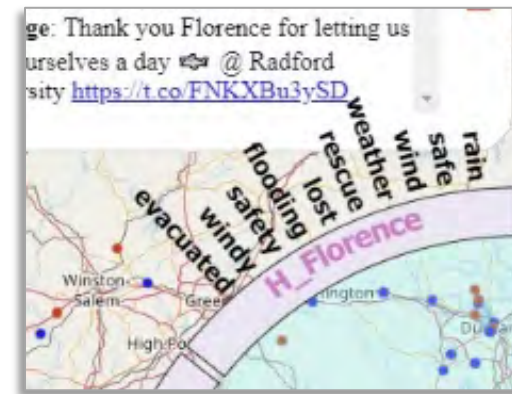 ge: Thank you Florence for letting us
urselves a day @ Radford
sity https://t.co/FNKXBu3ySD
evacuated
windy
safety
flooding
lost
rescue
weather
wind
safe
rain
H_Florence
Winston-
Salem
Gree
High Po
ington
Du